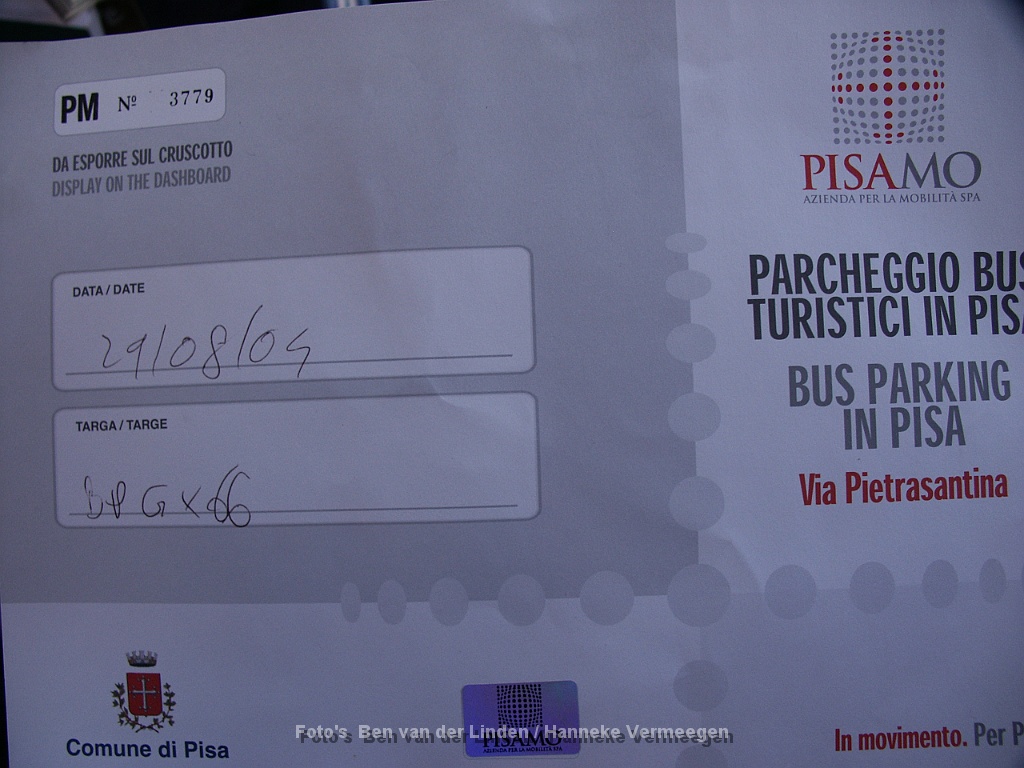 PM Nº 3779
DA ESPORRE SUL CRUSCOTTO
DISPLAY ON THE DASHBOARD
DATA / DATE
29/08/04
TARGA / TARGE
PISAMO
AZIENDA PER LA MOBILITÀ SPA
PARCHEGGIO BUS
TURISTICI IN PISA
BUS PARKING
IN PISA
Via Pietrasantina
Comune di Pisa
PISAMO
AZIENDA PER LA MOBILITÀ SPA
Foto's Ben van der Linden / Hanneke Vermeegen
In movimento. Per P